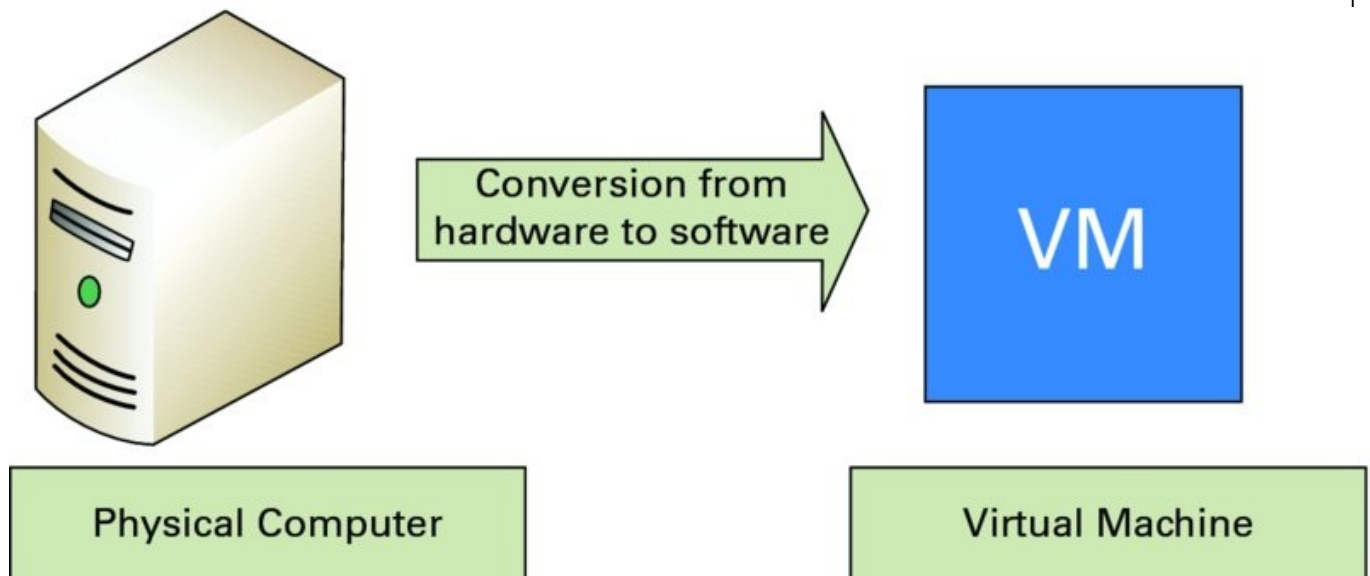 Conversion from
hardware to software
VM
Physical Computer
Virtual Machine